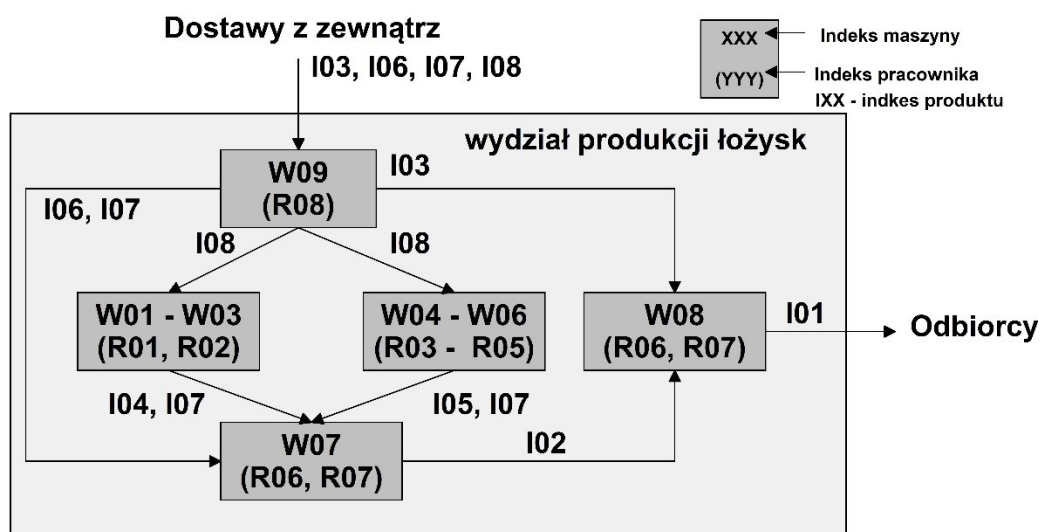 Dostawy z zewnątrz
I03, I06, I07, I08
XXX
Indeks maszyny
(YYY)
Indeks pracownika
IXX - indkes produktu
wydział produkcji łożysk
W09
(R08)
I03
I06, I07
I08
I08
W01 - W03
(R01, R02)
W04 - W06
(R03 - R05)
W08
(R06, R07)
I01
Odbiorcy
I04, I07
I05, I07
W07
(R06, R07)
I02